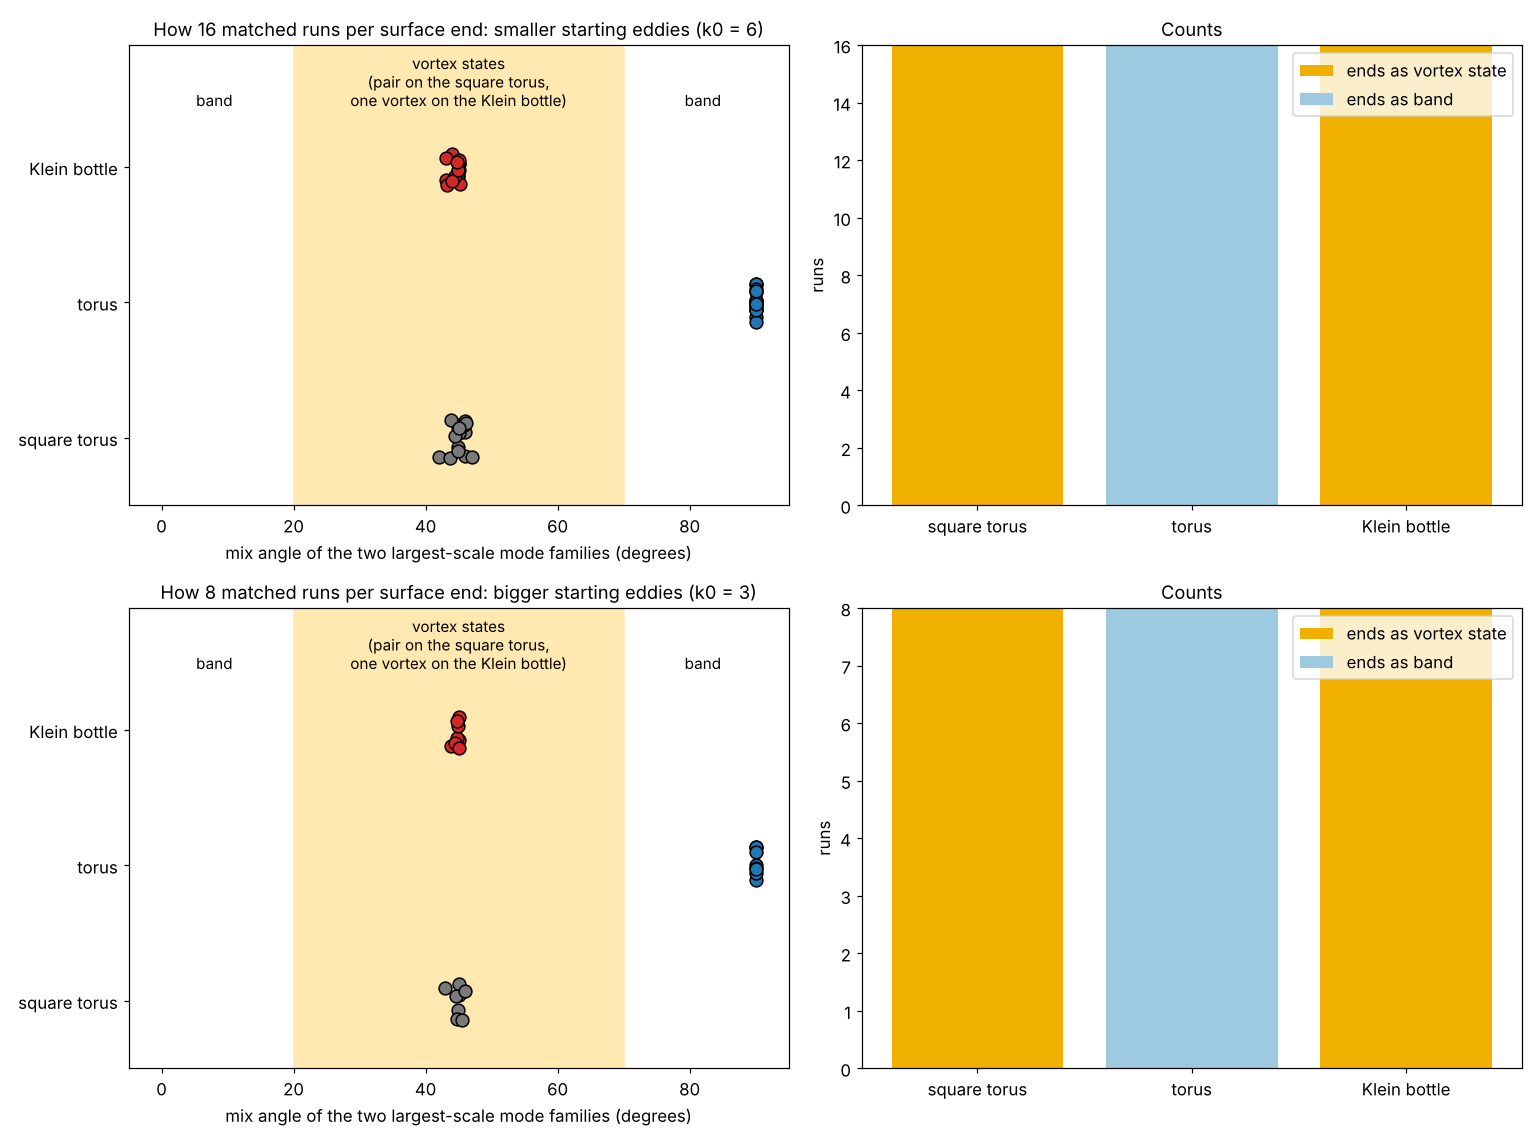 How 16 matched runs per surface end: smaller starting eddies (k0 = 6)
vortex states
(pair on the square torus,
one vortex on the Klein bottle)
band
band
Klein bottle
torus
square torus
0
20
40
60
80
mix angle of the two largest-scale mode families (degrees)
Counts
ends as vortex state
ends as band
runs
16
14
12
10
8
6
4
2
0
square torus
torus
Klein bottle
How 8 matched runs per surface end: bigger starting eddies (k0 = 3)
vortex states
(pair on the square torus,
one vortex on the Klein bottle)
band
band
Klein bottle
torus
square torus
0
20
40
60
80
mix angle of the two largest-scale mode families (degrees)
Counts
ends as vortex state
ends as band
runs
8
7
6
5
4
3
2
1
0
square torus
torus
Klein bottle